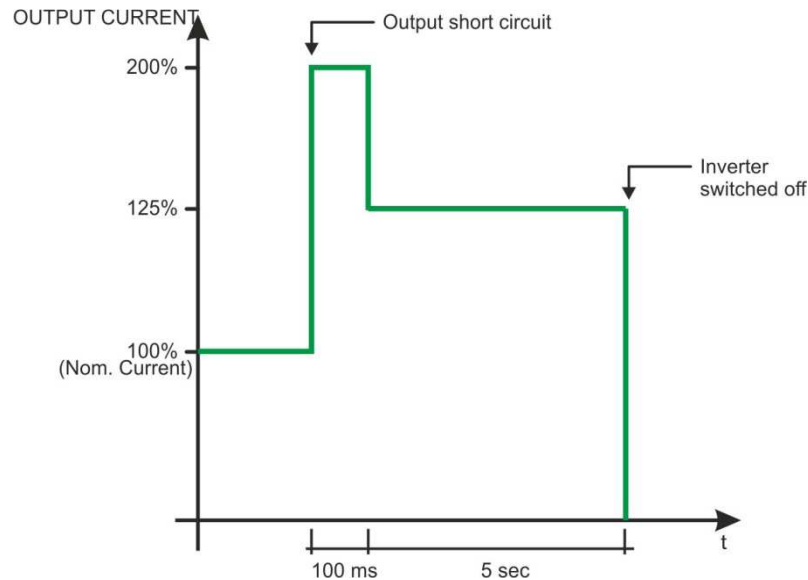 OUTPUT CURRENT
Output short circuit
200%
Inverter
switched off
125%
100%
(Nom. Current)
t
100 ms
5 sec